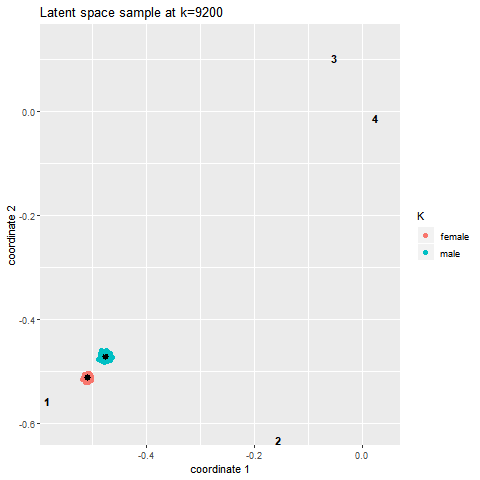 Latent space sample at k=9200
3
4
0.0
-0.2
-0.4
-0.6
1
2
-0.4
-0.2
0.0
coordinate 1
coordinate 2
K
female
male